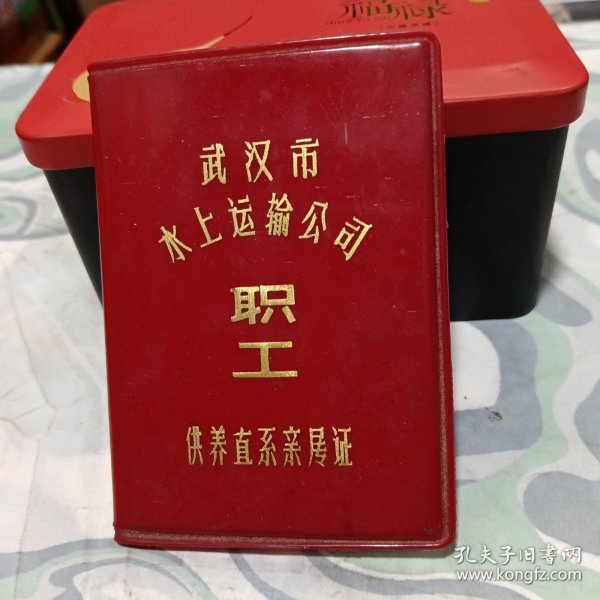 武汉市
水上运输公司
职
工
供养直系亲属证
孔夫子旧书网
www.kongfz.com